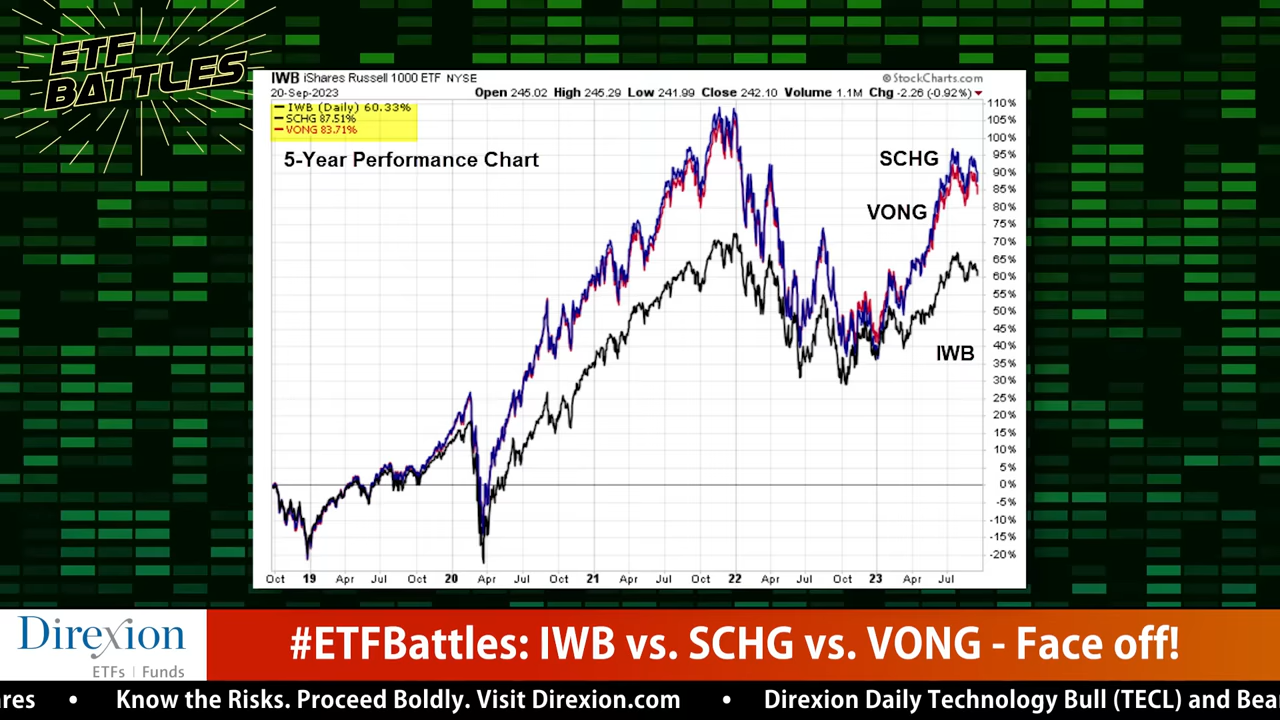 ETF
BATTLES
IWB iShares Russell 1000 ETF NYSE
© StockCharts.com
20-Sep-2023
Open 245.02 High 245.29 Low 241.99 Close 242.10 Volume 1.1M Chg -2.26 (-0.92%)
IWB (Daily) 60.33%
SCHG 87.51%
VONG 83.71%
5-Year Performance Chart
SCHG
VONG
IWB
110%
105%
100%
95%
90%
85%
80%
75%
70%
65%
60%
55%
50%
45%
40%
35%
30%
25%
20%
15%
10%
5%
0%
-5%
-10%
-15%
-20%
Oct 19 Apr Jul Oct 20 Apr Jul Oct 21 Apr Jul Oct 22 Apr Jul Oct 23 Apr Jul
Direxion
ETFs | Funds
#ETFBattles: IWB vs. SCHG vs. VONG - Face off!
res • Know the Risks. Proceed Boldly. Visit Direxion.com • Direxion Daily Technology Bull (TECL) and Bea